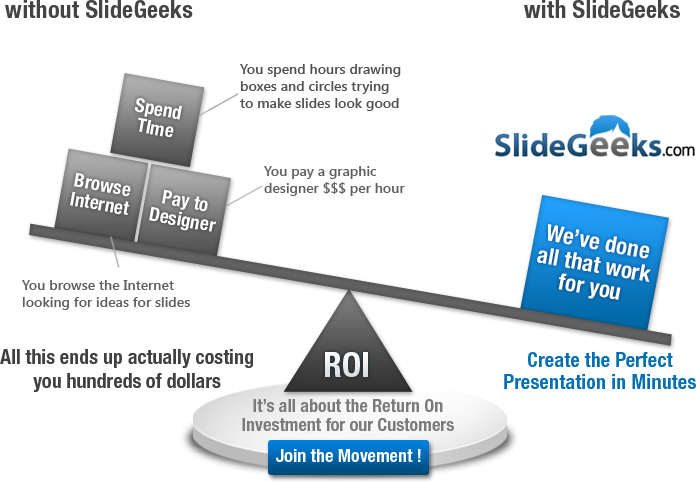 without SlideGeeks
with SlideGeeks
You spend hours drawing
boxes and circles trying
to make slides look good
Spend
TIme
SlideGeeks.com
You pay a graphic
designer $$$ per hour
Browse
Internet
Pay to
Designer
We've done
all that work
for you
You browse the Internet
looking for ideas for slides
All this ends up actually costing
you hundreds of dollars
ROI
Create the Perfect
Presentation in Minutes
It's all about the Return On
Investment for our Customers
Join the Movement !